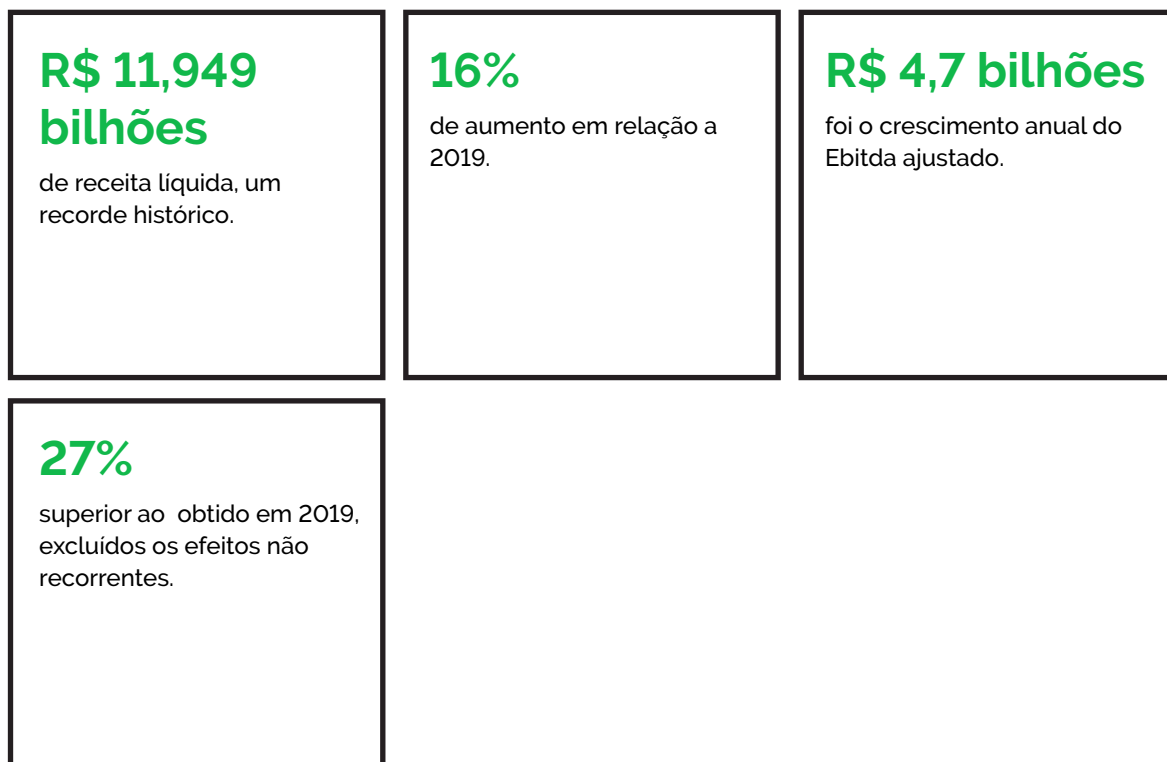 R$ 11,949
bilhões
de receita líquida, um
recorde histórico.
16%
de aumento em relação a
2019.
R$ 4,7 bilhões
foi o crescimento anual do
Ebitda ajustado.
27%
superior ao  obtido em 2019,
excluídos os efeitos não
recorrentes.